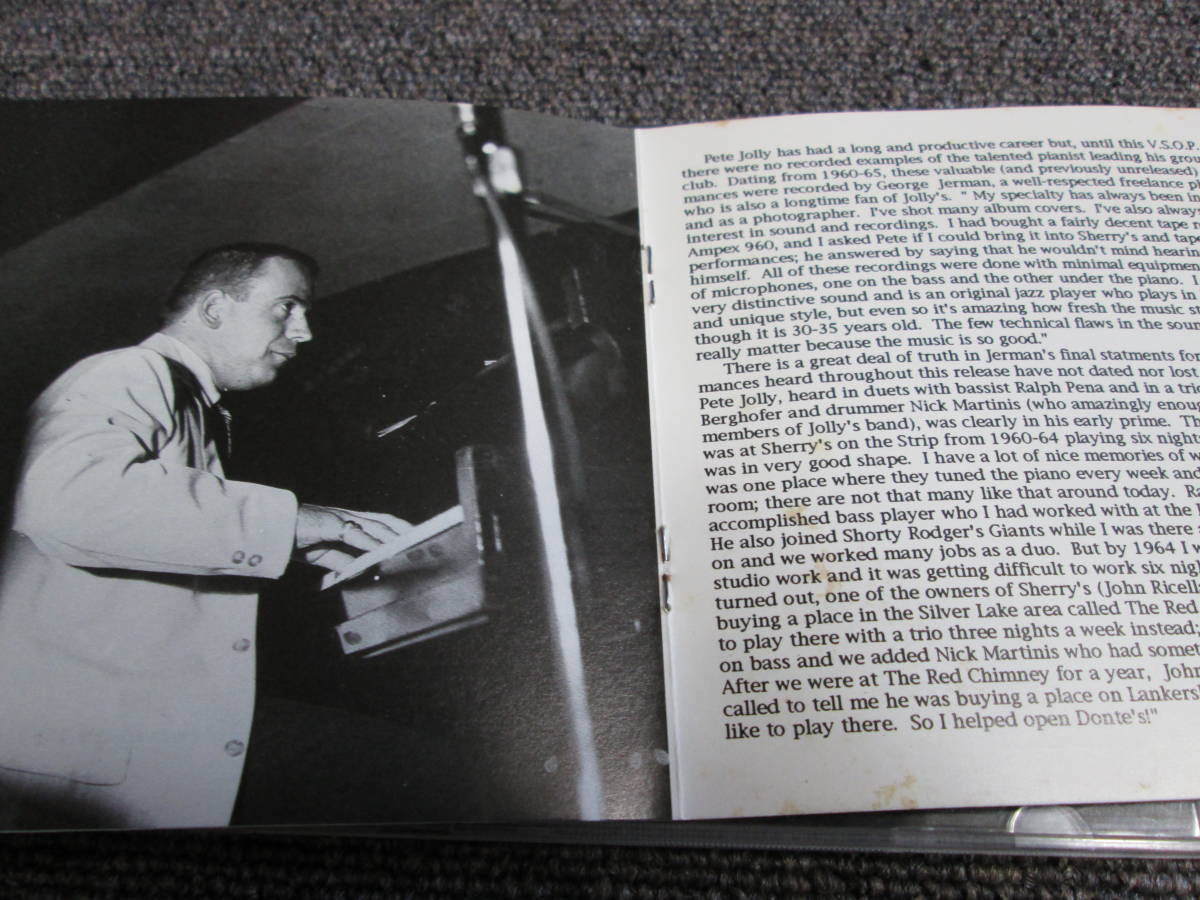 Pete Jolly has had a long and productive career but, until this V.S.O.P.
there were no recorded examples of the talented pianist leading his
club. Dating from 1960-65, these valuable (and previously unreleased)
mances were recorded by George Jerman, a well-respected freelance
who is also a longtime fan of Jolly's. " My specialty has always been
and as a photographer. I've shot many album covers. I've also
interest in sound and recordings. I had bought a fairly decent tape
Ampex 960, and I asked Pete if I could bring it into Sherry's and
performances; he answered by saying that he wouldn't mind
himself. All of these recordings were done with minimal
of microphones, one on the bass and the other under the piano.
very distinctive sound and is an original jazz player who plays in
and unique style, but even so it's amazing how fresh the music
though it is 30-35 years old. The few technical flaws in the
really matter because the music is so good."
There is a great deal of truth in Jerman's final statments for
mances heard throughout this release have not dated nor lost
Pete Jolly, heard in duets with bassist Ralph Pena and in a
Berghofer and drummer Nick Martinis (who amazingly
members of Jolly's band), was clearly in his early prime.
was at Sherry's on the Strip from 1960-64 playing six nights
was in very good shape. I have a lot of nice memories of
was one place where they tuned the piano every week and
room; there are not that many like that around today.
accomplished bass player who I had worked with at the
He also joined Shorty Rodger's Giants while I was there
on and we worked many jobs as a duo. But by 1964 I
studio work and it was getting difficult to work six
turned out, one of the owners of Sherry's (John
buying a place in the Silver Lake area called The Red
to play there with a trio three nights a week instead;
on bass and we added Nick Martinis who had
After we were at The Red Chimney for a year, John
called to tell me he was buying a place on
like to play there. So I helped open Donte's!"